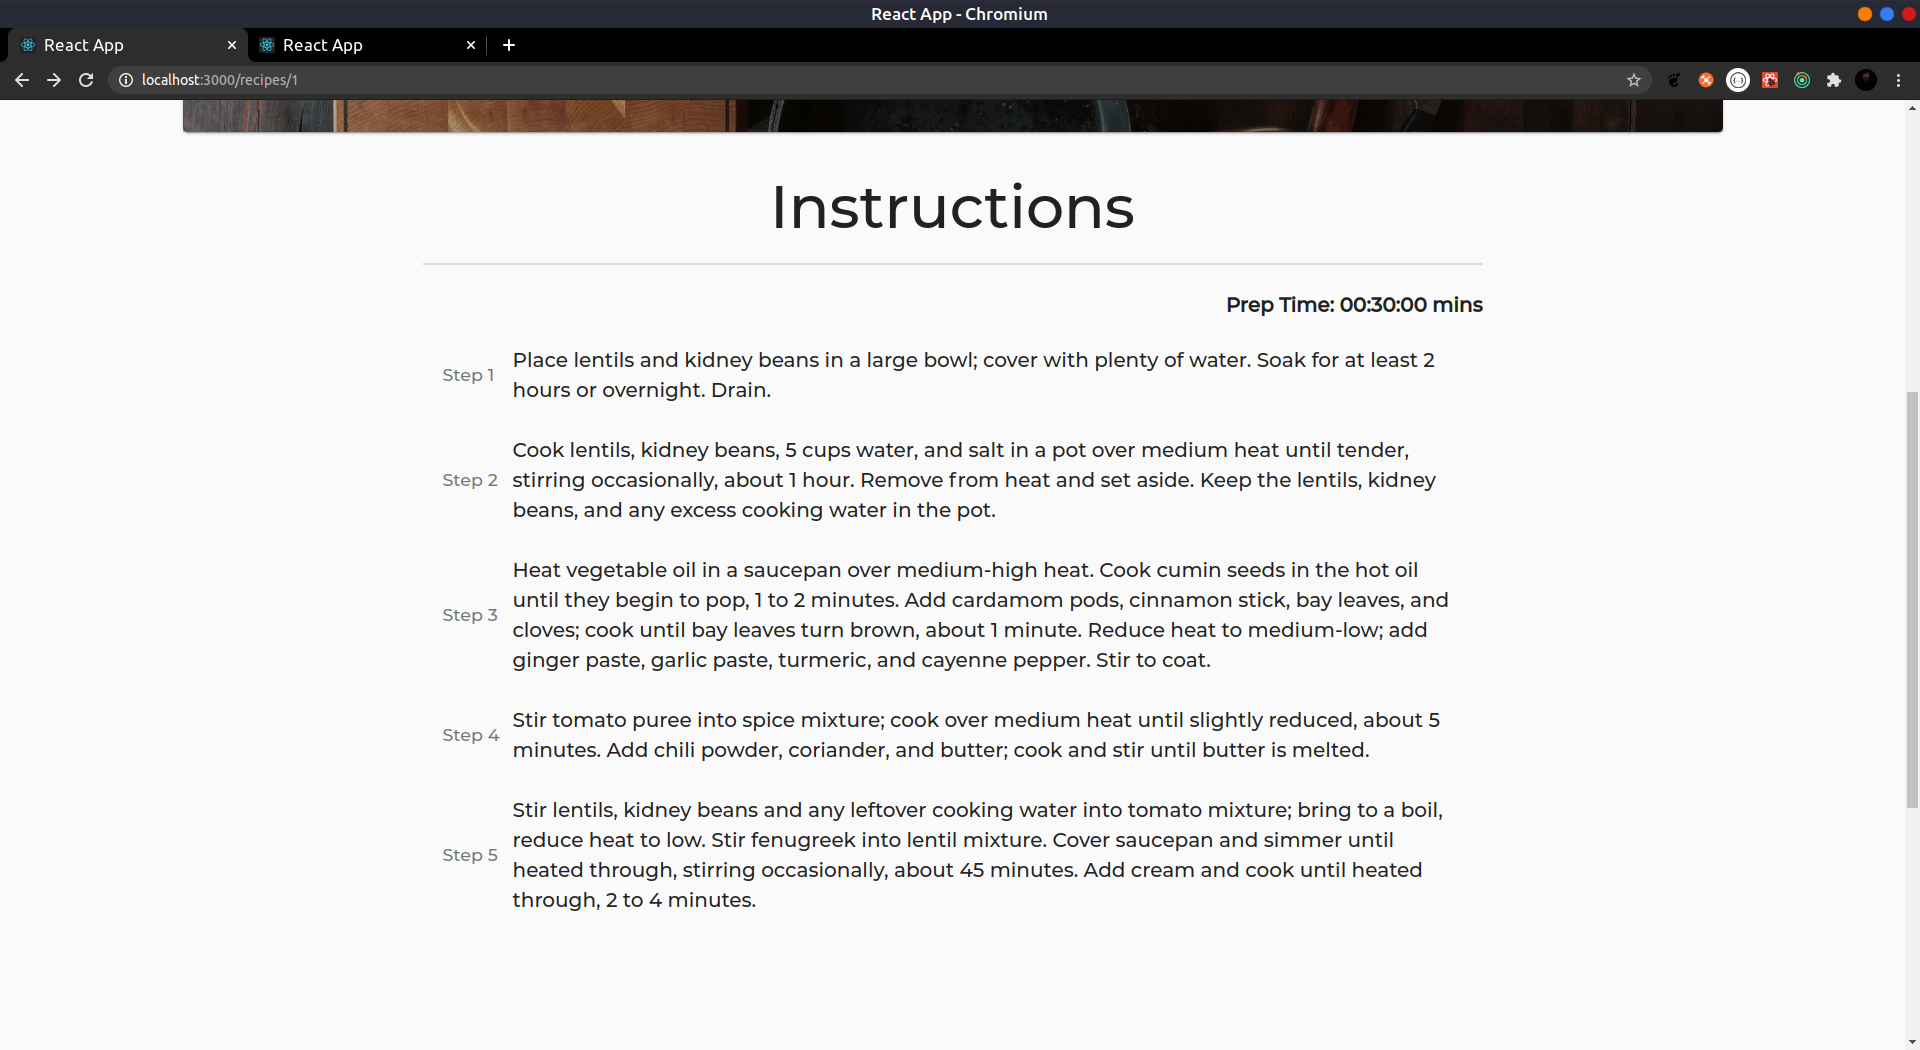 React App - Chromium
React App
React App
localhost:3000/recipes/1
Instructions
Prep Time: 00:30:00 mins
Step 1
Place lentils and kidney beans in a large bowl; cover with plenty of water. Soak for at least 2
hours or overnight. Drain.
Step 2
Cook lentils, kidney beans, 5 cups water, and salt in a pot over medium heat until tender,
stirring occasionally, about 1 hour. Remove from heat and set aside. Keep the lentils, kidney
beans, and any excess cooking water in the pot.
Step 3
Heat vegetable oil in a saucepan over medium-high heat. Cook cumin seeds in the hot oil
until they begin to pop, 1 to 2 minutes. Add cardamom pods, cinnamon stick, bay leaves, and
cloves; cook until bay leaves turn brown, about 1 minute. Reduce heat to medium-low; add
ginger paste, garlic paste, turmeric, and cayenne pepper. Stir to coat.
Step 4
Stir tomato puree into spice mixture; cook over medium heat until slightly reduced, about 5
minutes. Add chili powder, coriander, and butter; cook and stir until butter is melted.
Step 5
Stir lentils, kidney beans and any leftover cooking water into tomato mixture; bring to a boil,
reduce heat to low. Stir fenugreek into lentil mixture. Cover saucepan and simmer until
heated through, stirring occasionally, about 45 minutes. Add cream and cook until heated
through, 2 to 4 minutes.